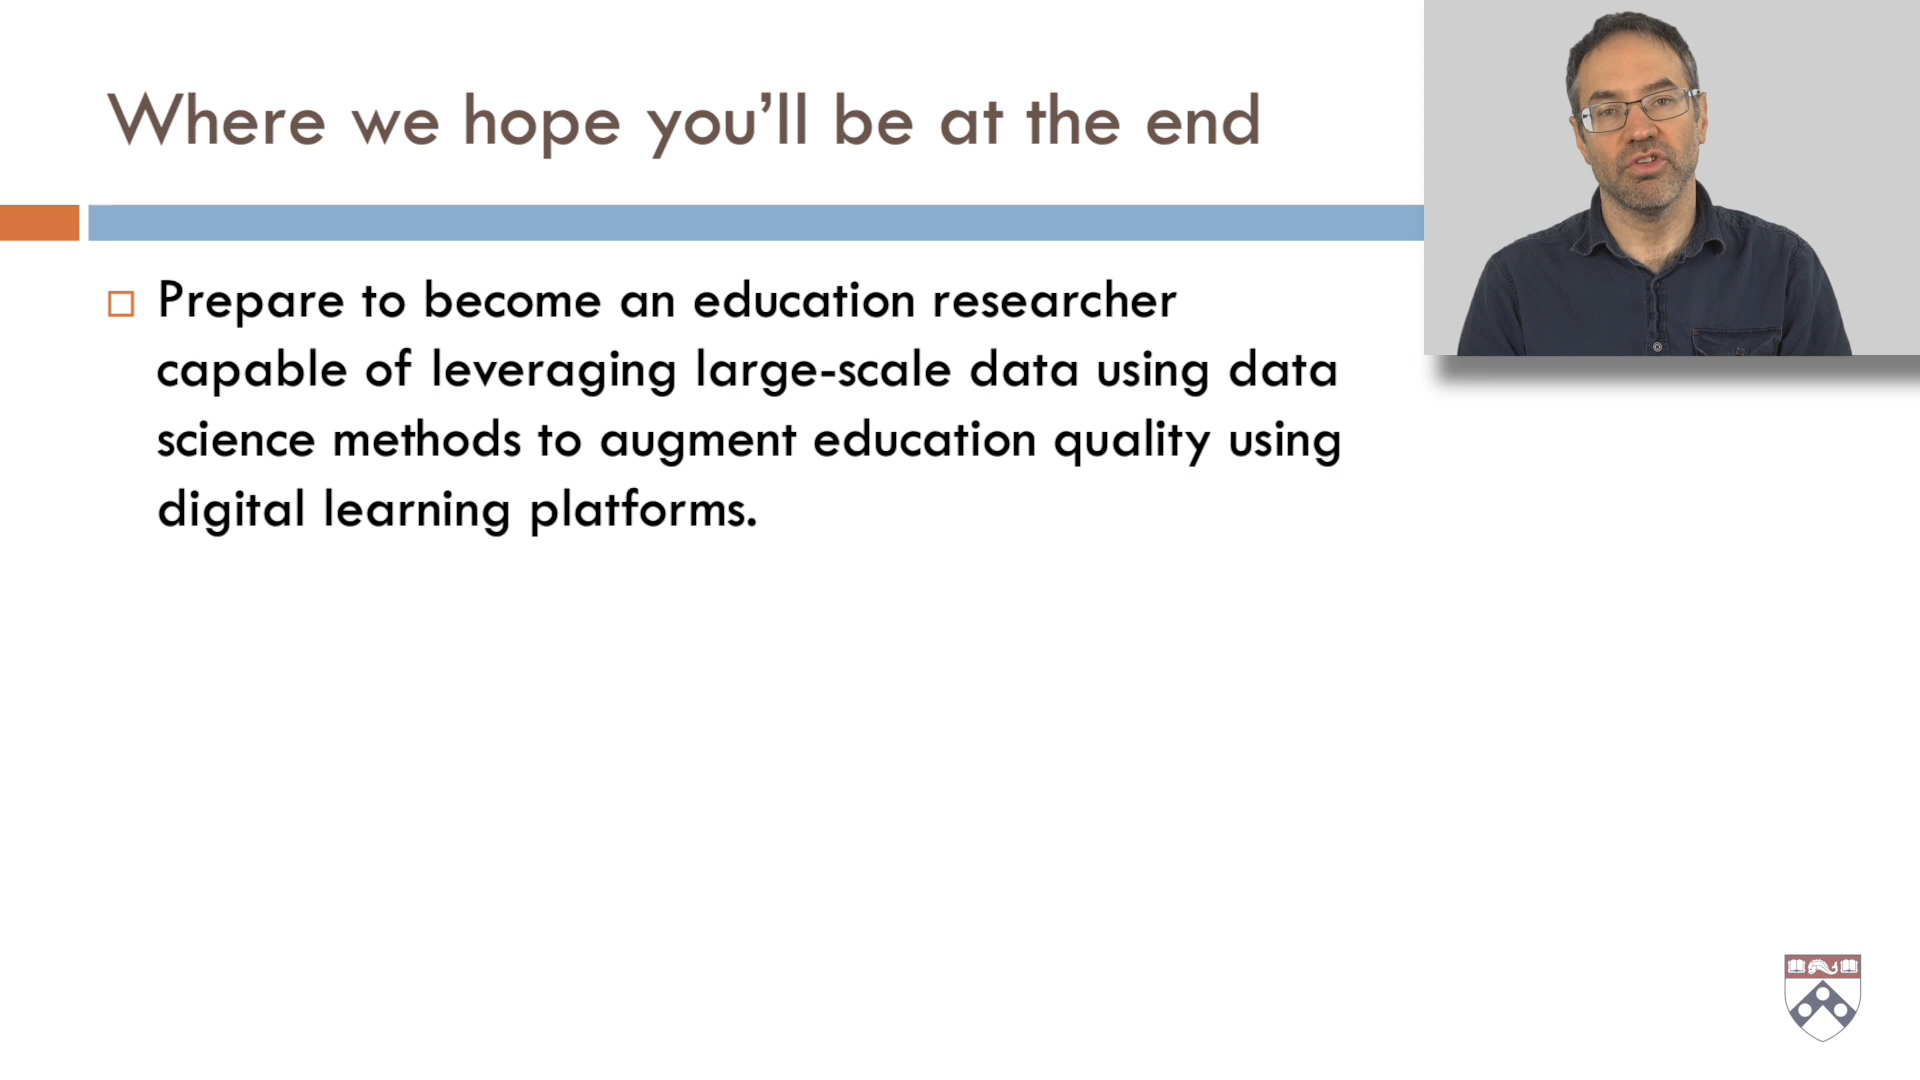 Where we hope you’ll be at the end
Prepare to become an education researcher
capable of leveraging large-scale data using data
science methods to augment education quality using
digital learning platforms.